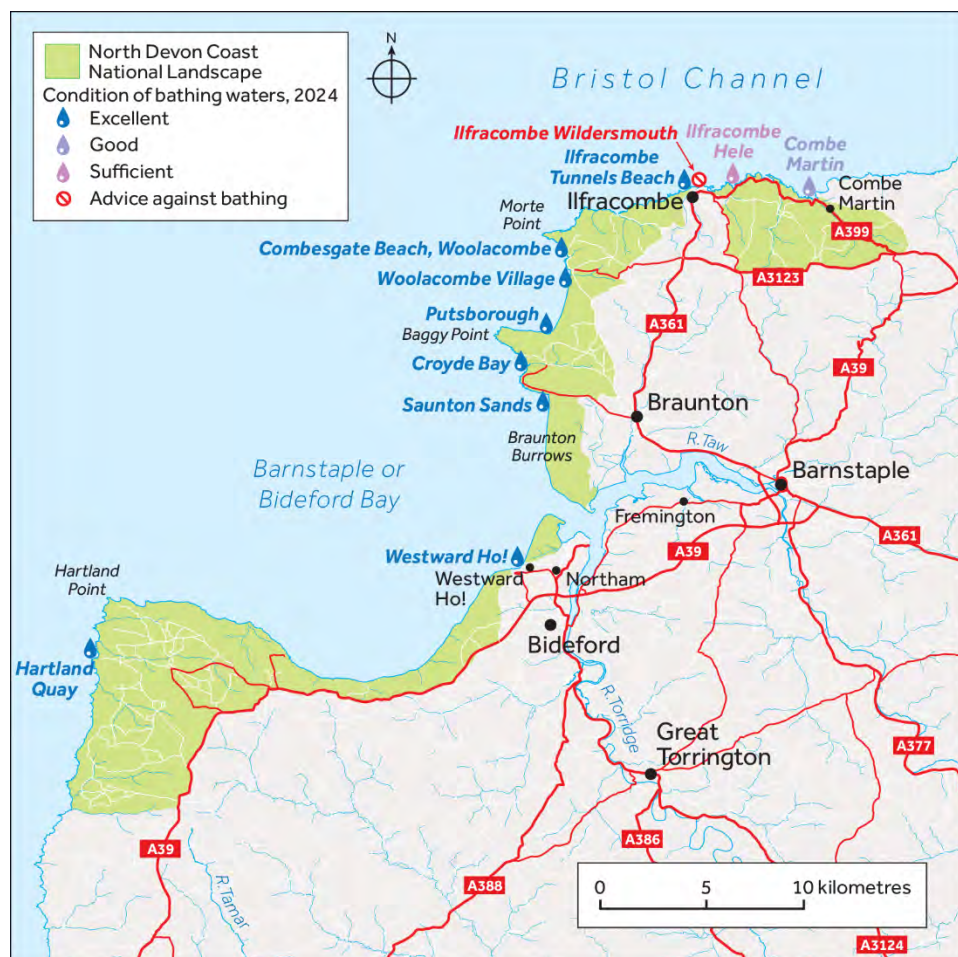 North Devon Coast
National Landscape
Condition of bathing waters, 2024
Excellent
Good
Sufficient
Advice against bathing
N
Bristol Channel
Ilfracombe Wildersmouth
Ilfracombe
Hele
Combe
Martin
Ilfracombe
Tunnels Beach
Ilfracombe
Combe
Martin
Morte
Point
A399
Combesgate Beach, Woolacombe
Woolacombe Village
A3123
Putsborough
Baggy Point
A361
Croyde Bay
A39
Saunton Sands
Braunton
Braunton
Burrows
R.Taw
Barnstaple or
Bideford Bay
Barnstaple
Fremington
A361
A39
Westward Ho!
Westward
Ho!
Northam
Hartland
Point
Bideford
Hartland
Quay
R.Torridge
Great
Torrington
A377
A39
A386
A388
R.Tamar
0 5 10 kilometres
A3124